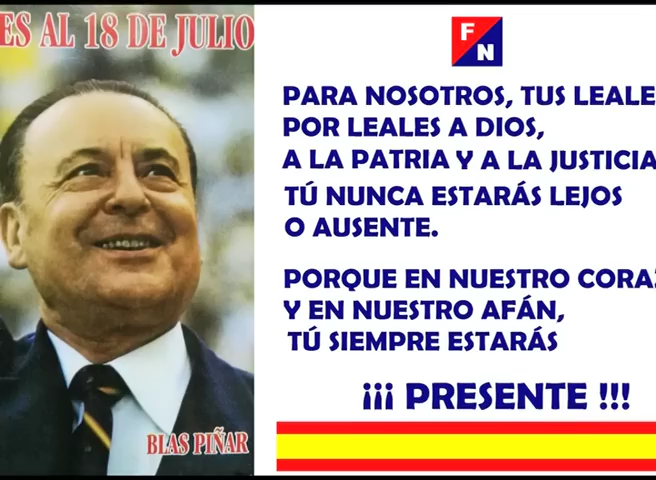 ES AL 18 DE JULIO
BLAS PIÑAR
F
N
PARA NOSOTROS, TUS LEALE
POR LEALES A DIOS,
A LA PATRIA Y A LA JUSTICIA
TÚ NUNCA ESTARÁS LEJOS
O AUSENTE.
PORQUE EN NUESTRO CORA
Y EN NUESTRO AFÁN,
TÚ SIEMPRE ESTARÁS
¡¡¡ PRESENTE !!!